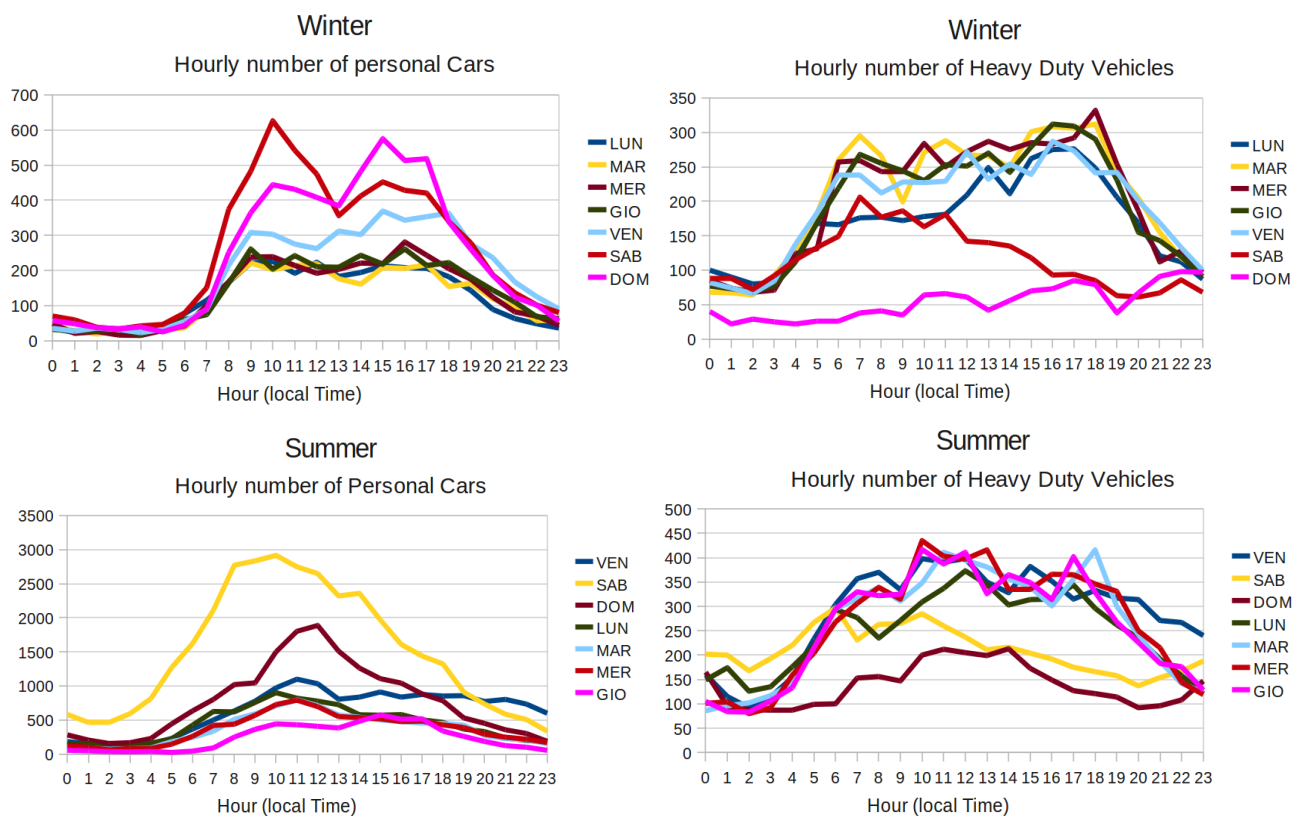 Winter
Hourly number of personal Cars
700
600
500
400
300
200
100
0
0 1 2 3 4 5 6 7 8 9 10 11 12 13 14 15 16 17 18 19 20 21 22 23
Hour (local Time)
LUN
MAR
MER
GIO
VEN
SAB
DOM
Winter
Hourly number of Heavy Duty Vehicles
350
300
250
200
150
100
50
0
0 1 2 3 4 5 6 7 8 9 10 11 12 13 14 15 16 17 18 19 20 21 22 23
Hour (local Time)
LUN
MAR
MER
GIO
VEN
SAB
DOM
Summer
Hourly number of Personal Cars
3500
3000
2500
2000
1500
1000
500
0
0 1 2 3 4 5 6 7 8 9 10 11 12 13 14 15 16 17 18 19 20 21 22 23
Hour (local Time)
VEN
SAB
DOM
LUN
MAR
MER
GIO
Summer
Hourly number of Heavy Duty Vehicles
500
450
400
350
300
250
200
150
100
50
0
0 1 2 3 4 5 6 7 8 9 10 11 12 13 14 15 16 17 18 19 20 21 22 23
Hour (local Time)
VEN
SAB
DOM
LUN
MAR
MER
GIO